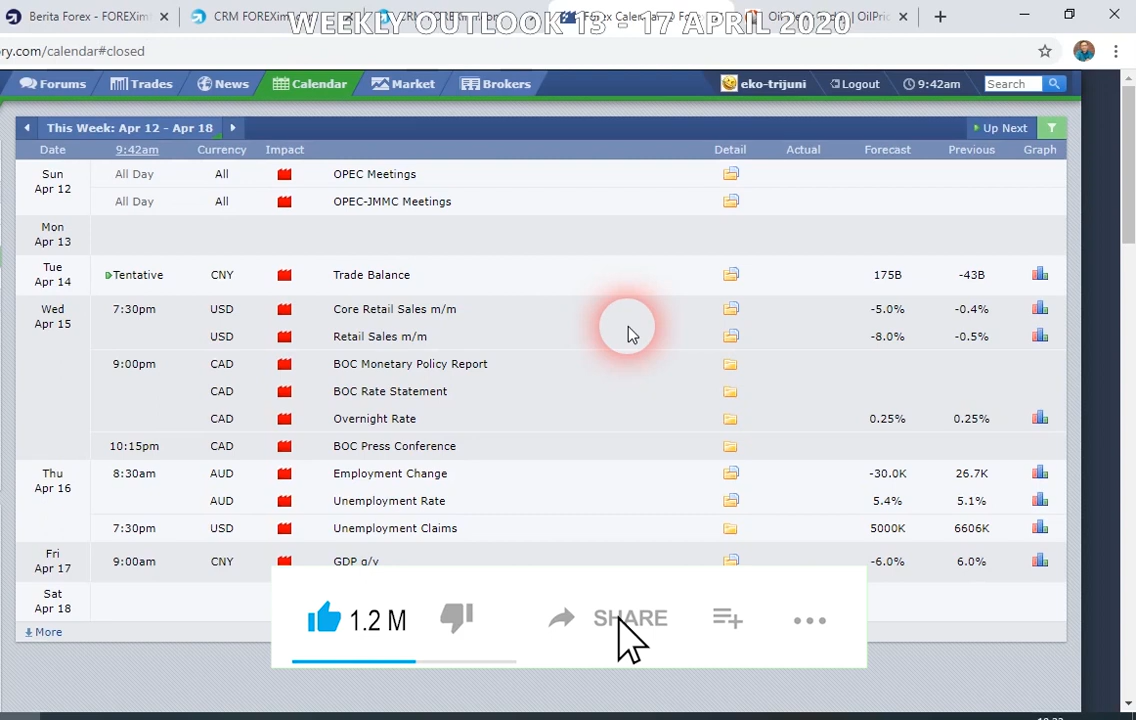 Berita Forex - FOREXim
CRM FOREXim
WEEKLY OUTLOOK 13 - 17 APRIL 2020
ry.com/calendar#closed
Forums Trades News Calendar Market Brokers eko-trijuni Logout 9:42am Search
This Week: Apr 12 - Apr 18 Up Next
Date 9:42am Currency Impact Detail Actual Forecast Previous Graph
Sun Apr 12 All Day All OPEC Meetings
All Day All OPEC-JMMC Meetings
Mon Apr 13
Tue Apr 14 Tentative CNY Trade Balance 175B -43B
Wed Apr 15 7:30pm USD Core Retail Sales m/m -5.0% -0.4%
USD Retail Sales m/m -8.0% -0.5%
9:00pm CAD BOC Monetary Policy Report
CAD BOC Rate Statement
CAD Overnight Rate 0.25% 0.25%
10:15pm CAD BOC Press Conference
Thu Apr 16 8:30am AUD Employment Change -30.0K 26.7K
AUD Unemployment Rate 5.4% 5.1%
7:30pm USD Unemployment Claims 5000K 6606K
Fri Apr 17 9:00am CNY GDP q/y -6.0% 6.0%
Sat Apr 18
More
1.2 M SHARE